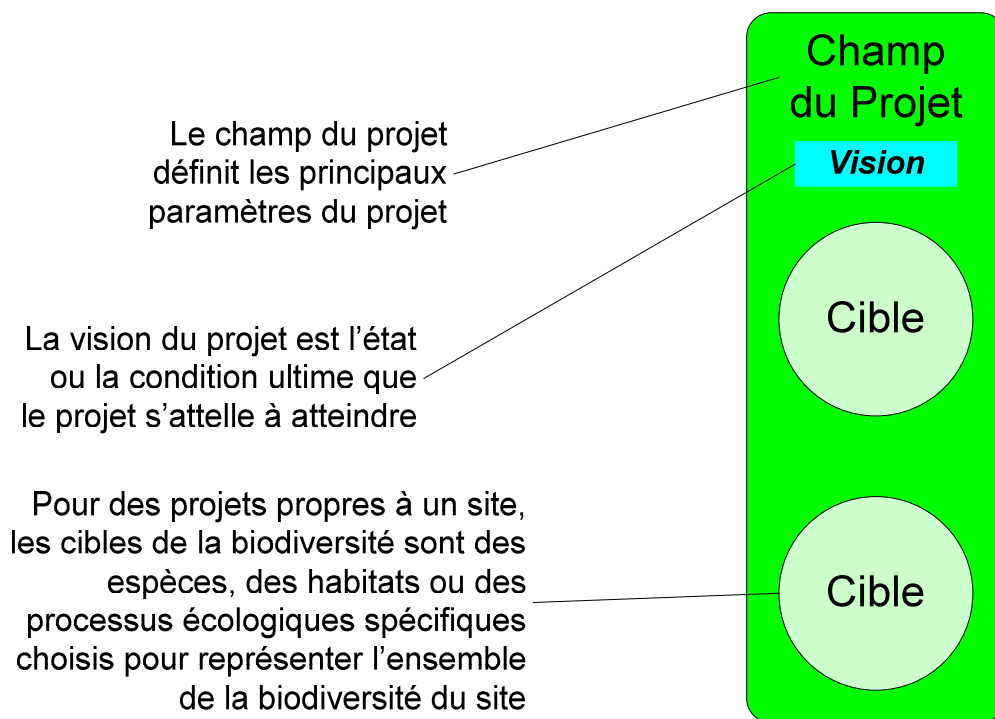 Champ
du Projet
Vision
Le champ du projet
définit les principaux
paramètres du projet
Cible
La vision du projet est l’état
ou la condition ultime que
le projet s’attelle à atteindre
Pour des projets propres à un site,
les cibles de la biodiversité sont des
espèces, des habitats ou des
processus écologiques spécifiques
choisis pour représenter l’ensemble
de la biodiversité du site
Cible